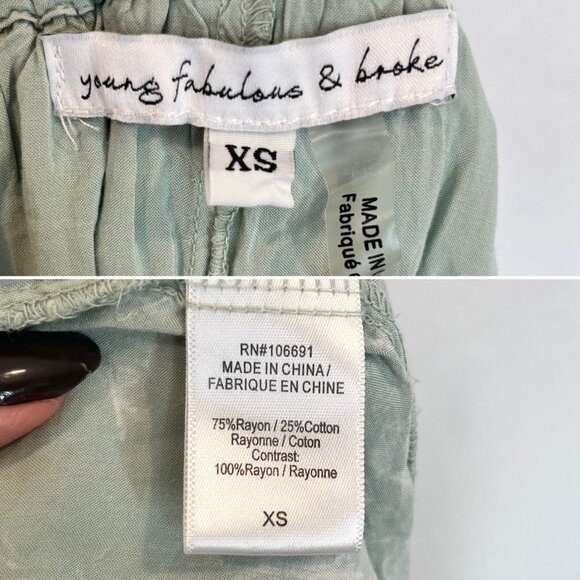 young fabulous & broke
XS
MADE IN
Fabriqué
RN#106691
MADE IN CHINA/
FABRIQUE EN CHINE
75%Rayon / 25%Cotton
Rayonne / Coton
Contrast:
100%Rayon / Rayonne
XS